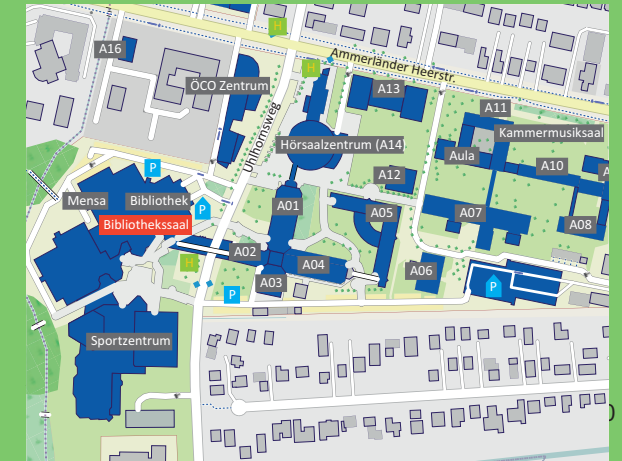 H
Ammerländer Heerstr.
A16
H
ÖCO Zentrum
A13
A11
Kammermusiksaal
Uhlhornsweg
Hörsaalzentrum (A14)
Aula
A10
A
P
A12
Mensa
Bibliothek
P
A01
A05
A07
Bibliothekssaal
A08
A02
H
A04
A06
A03
P
P
Sportzentrum